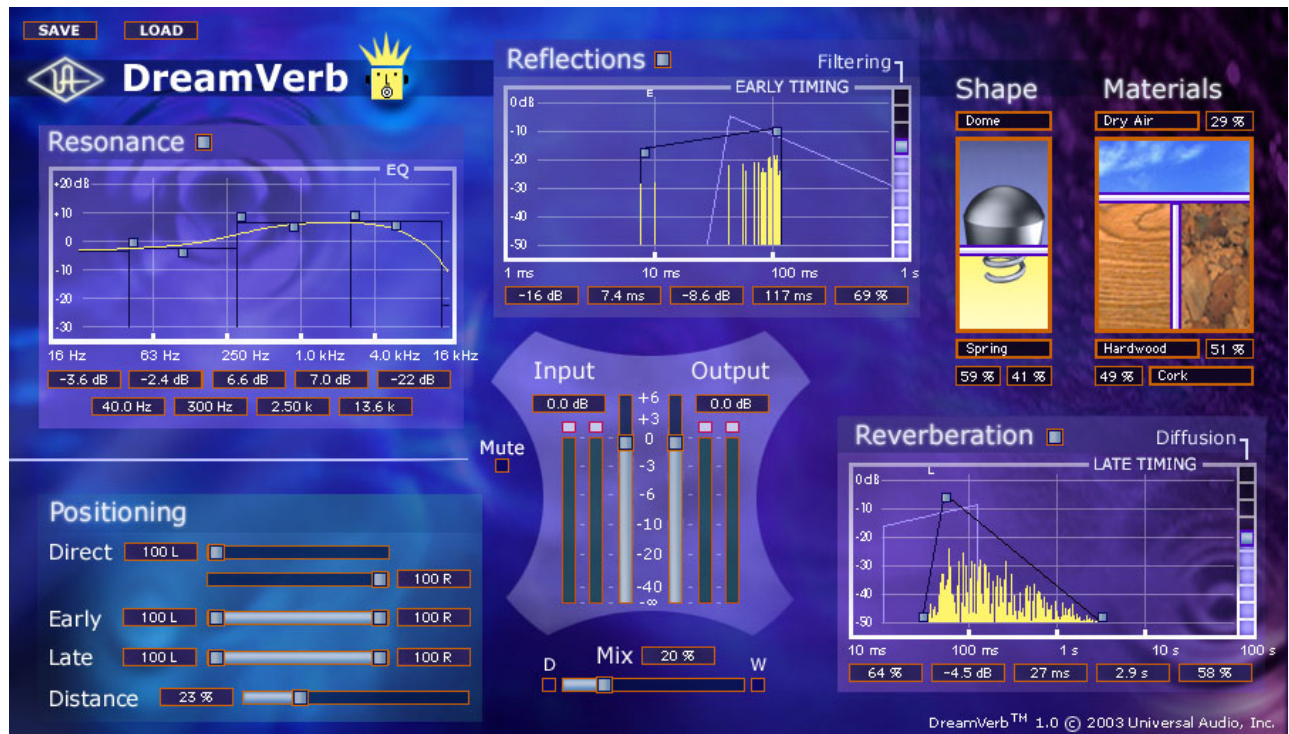 SAVE LOAD
DreamVerb
Resonance
EQ
+20 dB
+10
0
-10
-20
-30
16 Hz 63 Hz 250 Hz 1.0 kHz 4.0 kHz 16 kHz
-3.6 dB -2.4 dB 6.6 dB 7.0 dB -22 dB
40.0 Hz 300 Hz 2.50 k 13.6 k
Reflections
Filtering
EARLY TIMING
E
0 dB
-10
-20
-30
-40
-50
1 ms 10 ms 100 ms 1 s
-16 dB 7.4 ms -8.6 dB 117 ms 69 %
Shape
Dome
Spring
59 % 41 %
Materials
Dry Air 29 %
Hardwood 51 %
49 % Cork
Input Output
0.0 dB 0.0 dB
+6
+3
0
-3
-6
-10
-20
-40
-∞
Mute
Mix 20 %
D W
Positioning
Direct 100 L
100 R
Early 100 L 100 R
Late 100 L 100 R
Distance 23 %
Reverberation
Diffusion
LATE TIMING
L
0 dB
-10
-20
-30
-40
-50
10 ms 100 ms 1 s 10 s 100 s
64 % -4.5 dB 27 ms 2.9 s 58 %
DreamVerb™ 1.0 © 2003 Universal Audio, Inc.